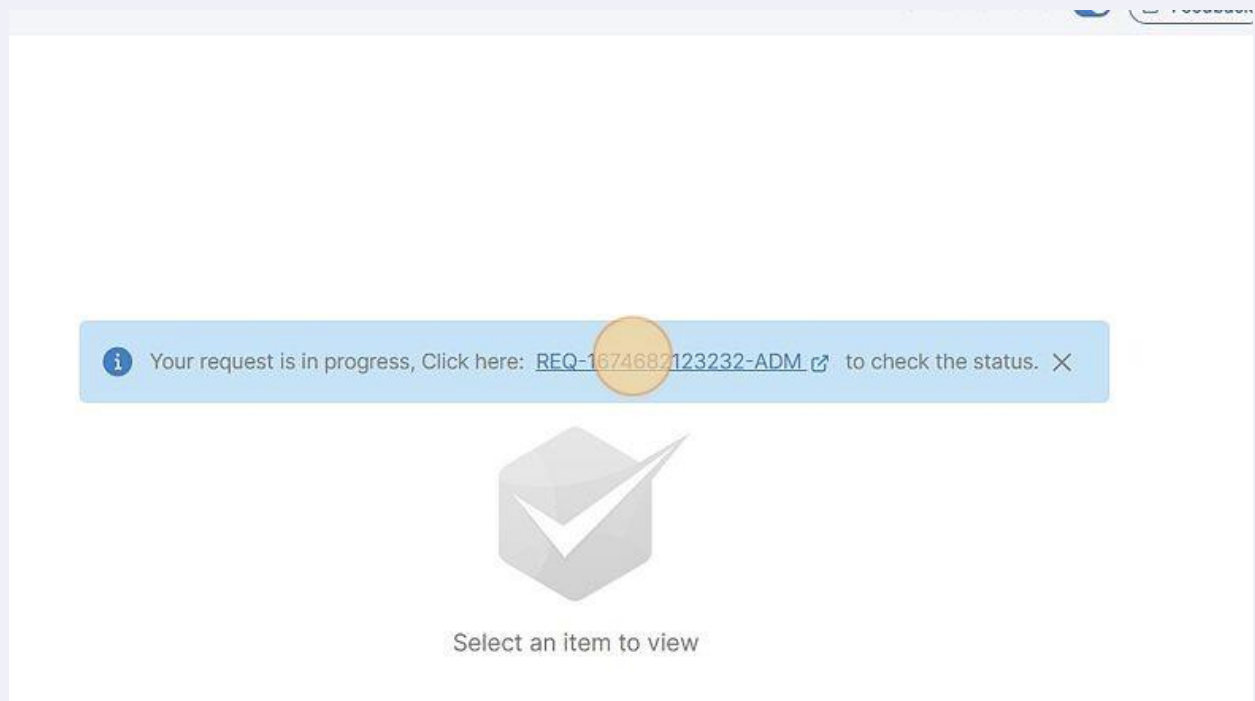 Feedback
Your request is in progress, Click here: REQ-1674682123232-ADM to check the status.
Select an item to view